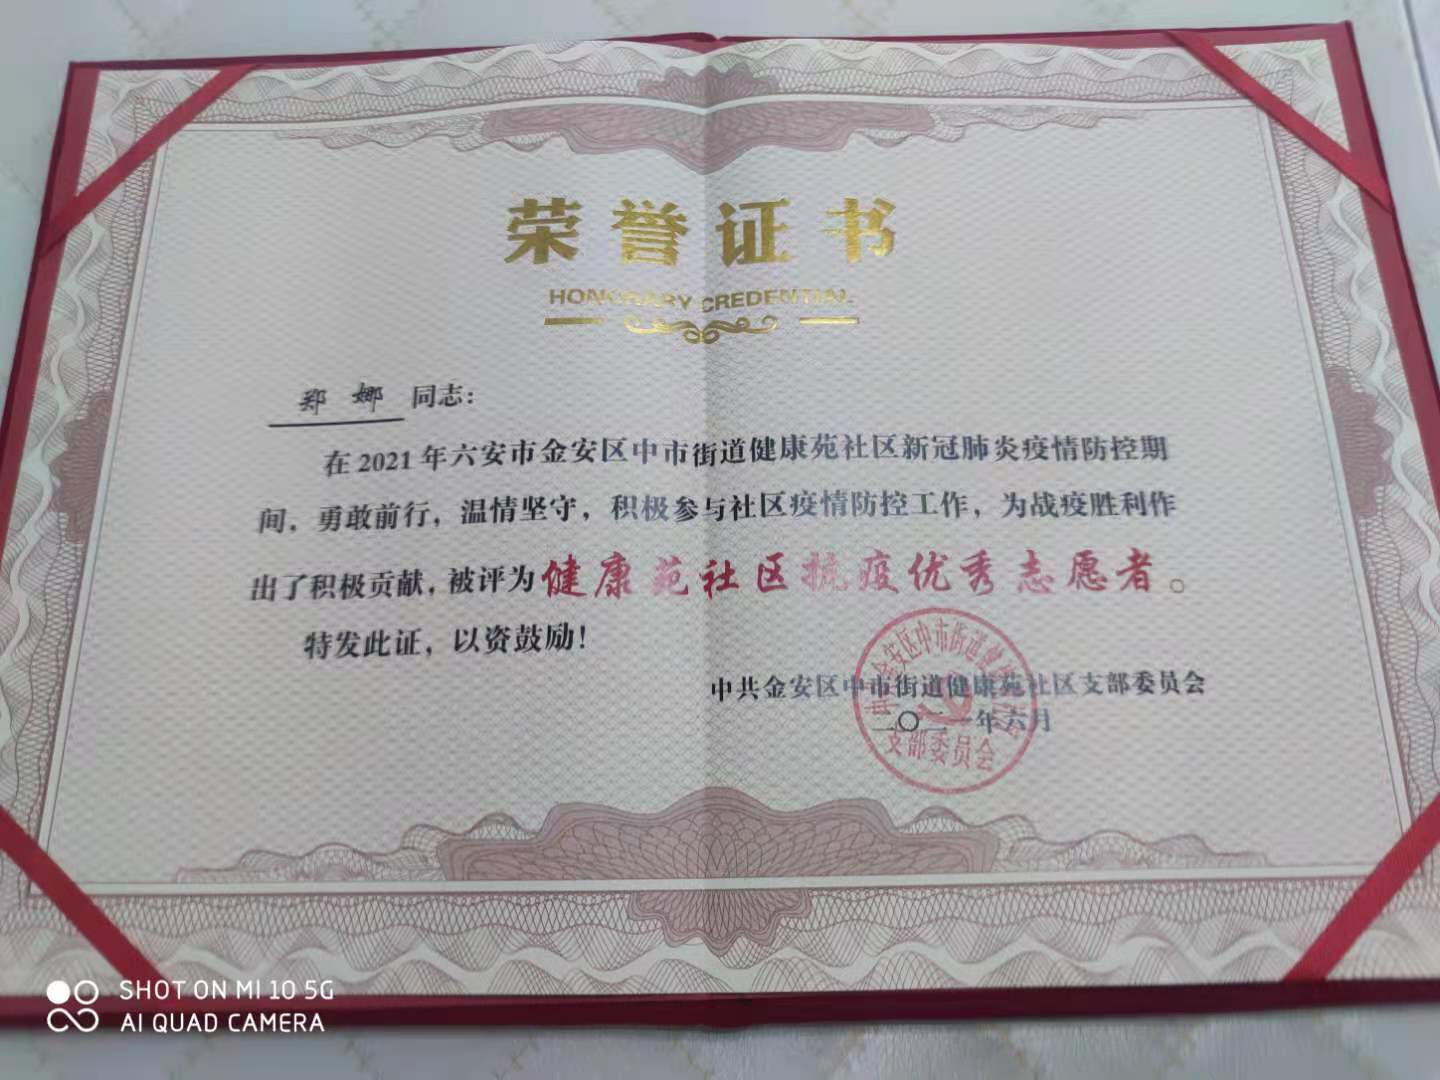 荣誉证书
HONORARY CREDENTIAL
郑 娜 同志：
在2021年六安市金安区中市街道健康苑社区新冠肺炎疫情防控期
间，勇敢前行，温情坚守，积极参与社区疫情防控工作，为战疫胜利作
出了积极贡献，被评为健康苑社区抗疫优秀志愿者。
特发此证，以资鼓励！
中共金安区中市街道健康苑社区支部委员会
二〇二一年六月
支部委员会
SHOT ON MI 10 5G
AI QUAD CAMERA